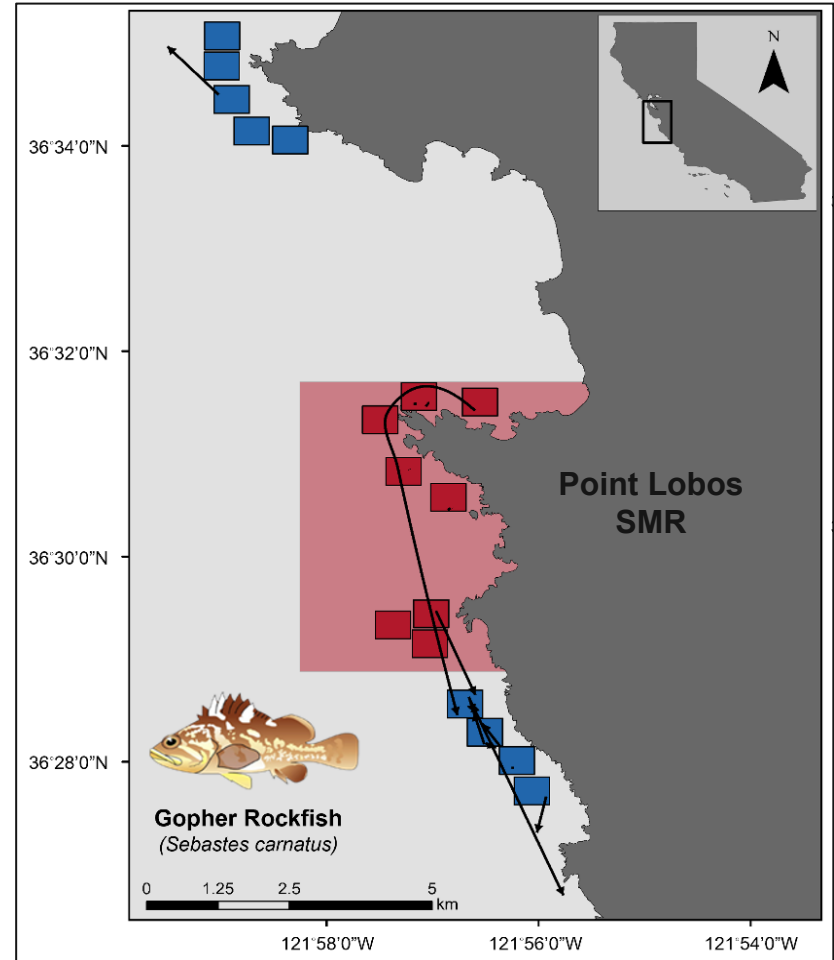 N
36°34'0"N
36°32'0"N
Point Lobos
SMR
36°30'0"N
36°28'0"N
Gopher Rockfish
(Sebastes carnatus)
0 1.25 2.5 5
km
121°58'0"W 121°56'0"W 121°54'0"W